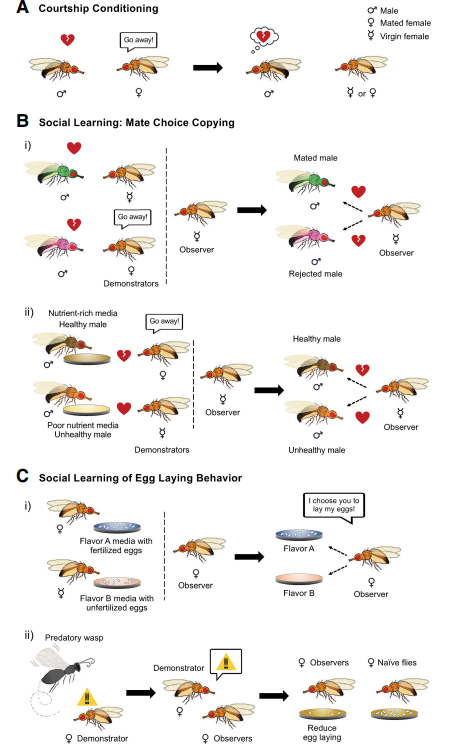 A Courtship Conditioning
♂ Male
♀ Mated female
☿ Virgin female
Go away!
♂
♀
♂
☿ or ♀
B Social Learning: Mate Choice Copying
i)
♂
☿
Go away!
♂
♀
Demonstrators
☿
Observer
Mated male
♂
♂
Rejected male
☿
Observer
ii)
Nutrient-rich media
Healthy male
♂
Go away!
♀
♂
Poor nutrient media
Unhealthy male
☿
Demonstrators
☿
Observer
Healthy male
♂
♂
Unhealthy male
☿
Observer
C Social Learning of Egg Laying Behavior
i)
♀
Flavor A media with
fertilized eggs
☿
Flavor B media with
unfertilized eggs
♀
Observer
I choose you to
lay my eggs!
Flavor A
Flavor B
♀
Observer
ii)
Predatory wasp
!!
♀ Demonstrator
Demonstrator
!!
♀
♀ Observers
♀ Observers
♀ Naïve flies
Reduce
egg laying